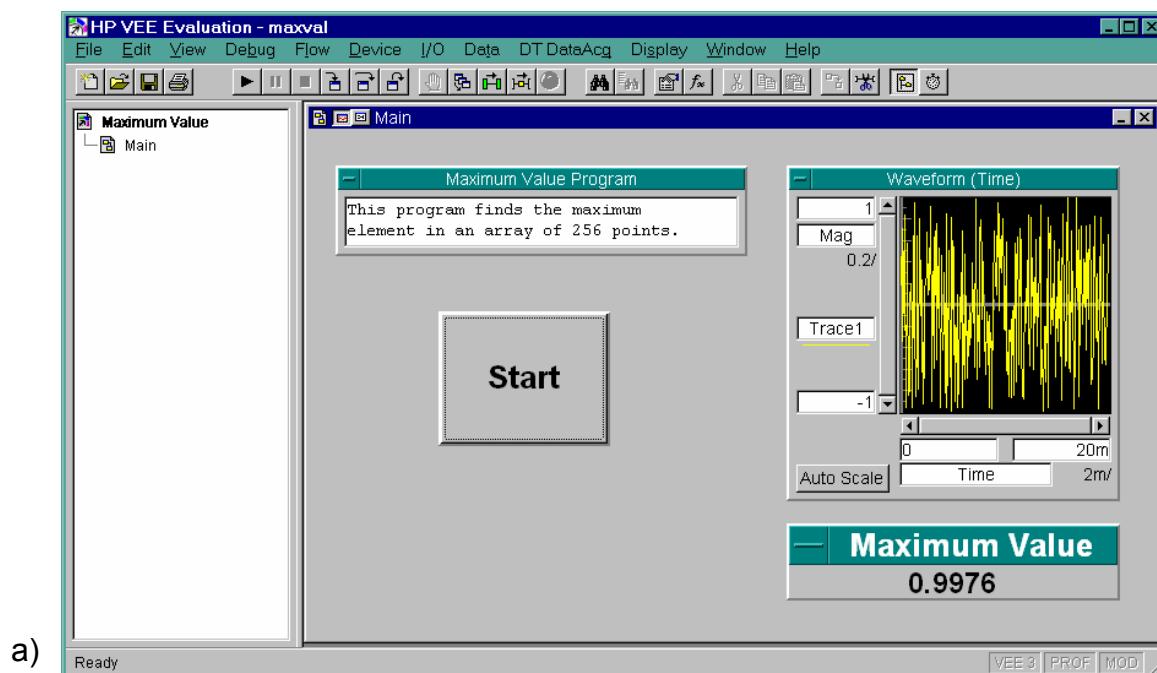 HP VEE Evaluation - maxval
File Edit View Debug Flow Device I/O Data DT DataAcq Display Window Help
Maximum Value
Main
Main
Maximum Value Program
This program finds the maximum
element in an array of 256 points.
Start
Waveform (Time)
1
Mag
0.2/
Trace1
-1
0 20m
Auto Scale Time 2m/
Maximum Value
0.9976
a)
Ready VEE 3 PROF MOD